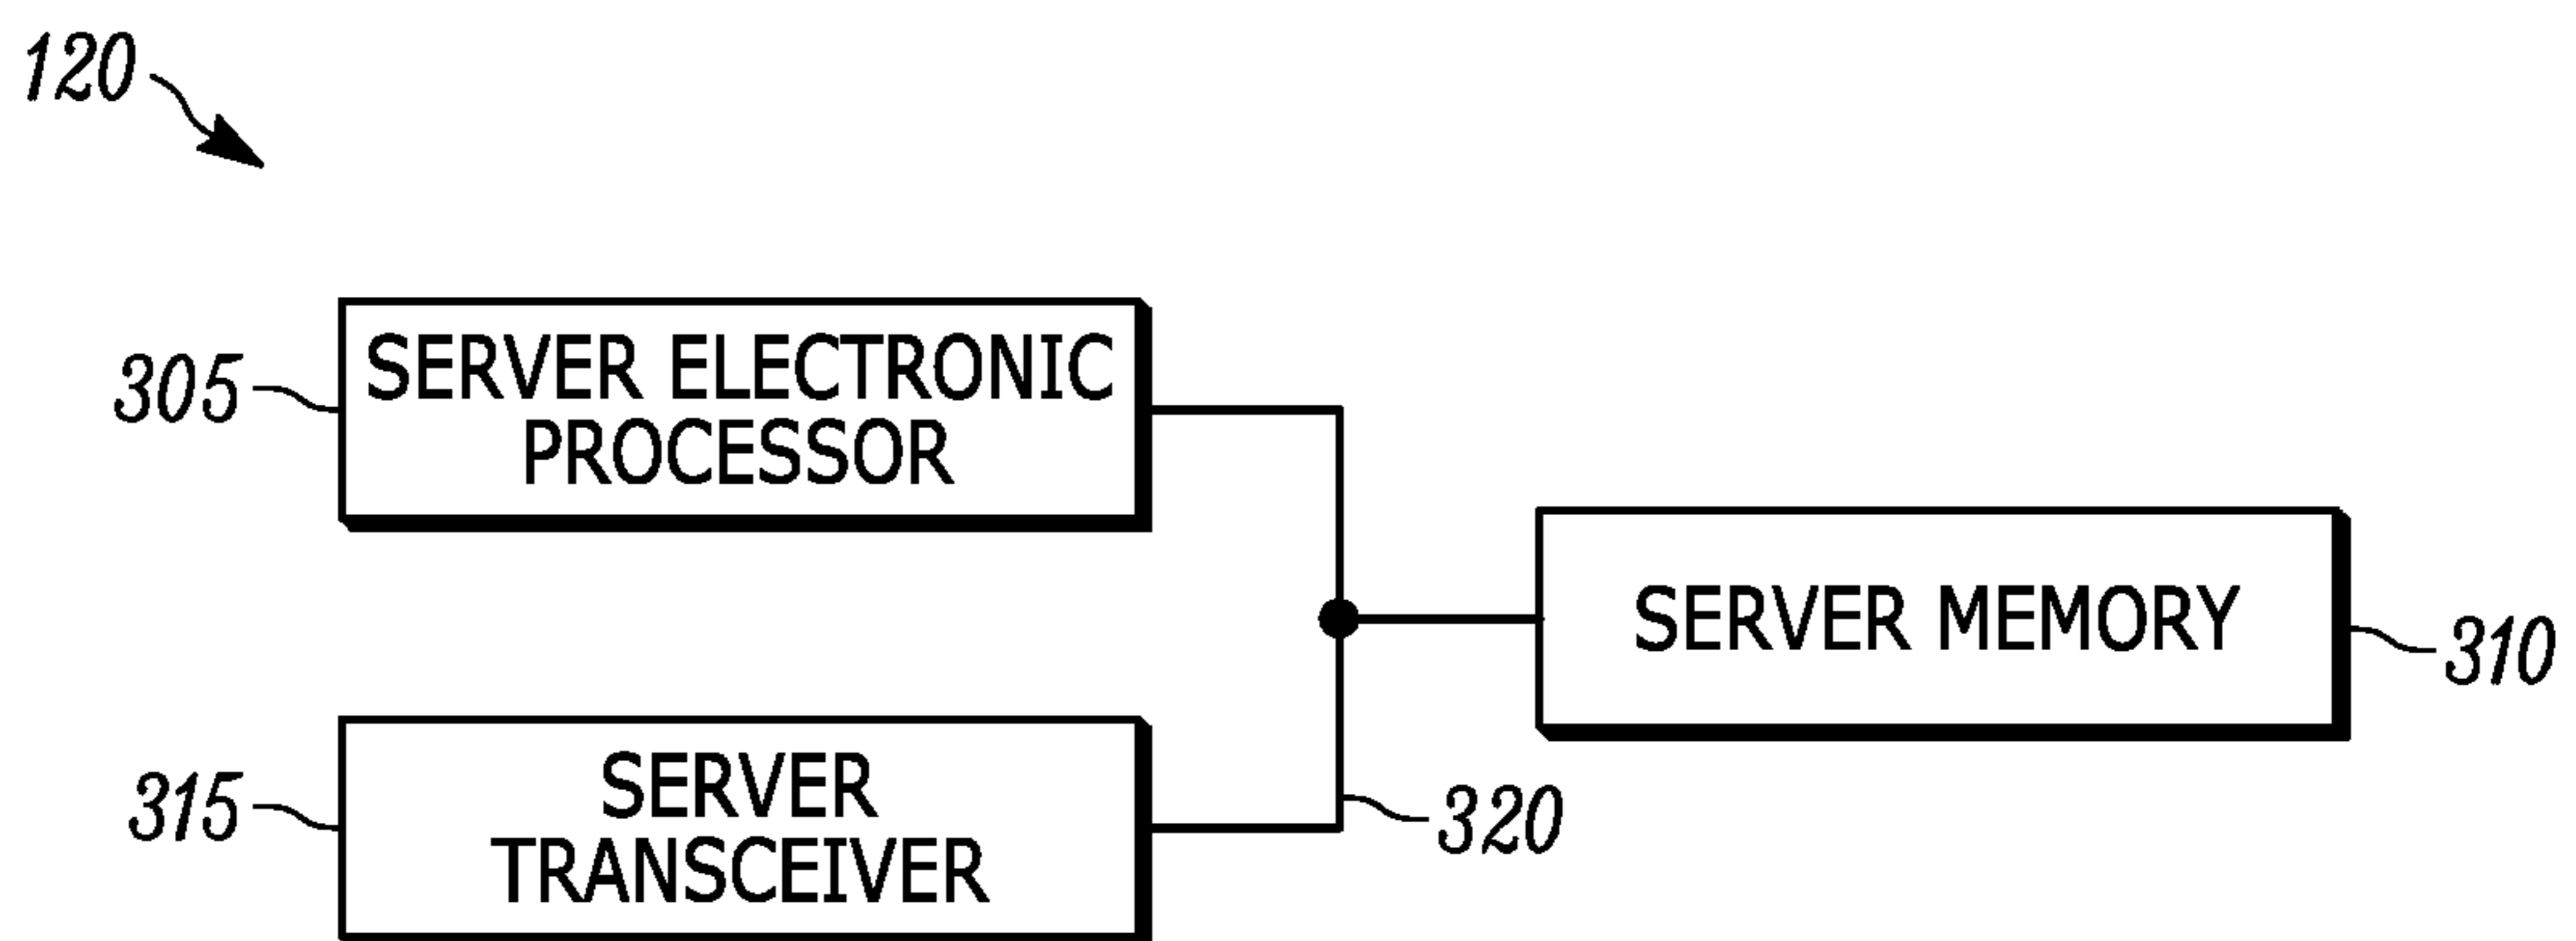 120
305
SERVER ELECTRONIC
PROCESSOR
SERVER MEMORY
310
315
SERVER
TRANSCEIVER
320